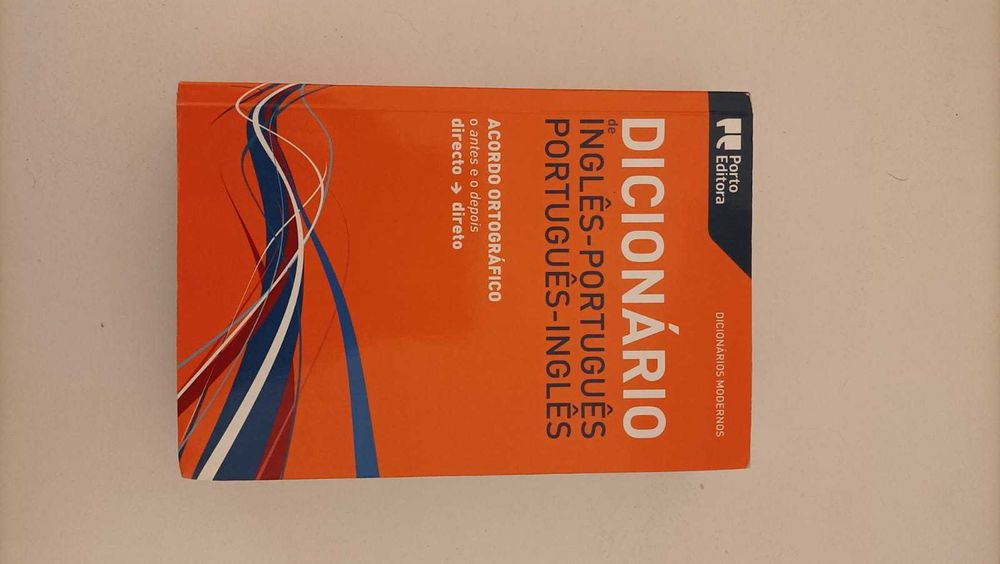 Porto
Editora
DICIONÁRIOS MODERNOS
DICIONÁRIO
de
INGLÊS-PORTUGUÊS
PORTUGUÊS-INGLÊS
ACORDO ORTOGRÁFICO
o antes e o depois
directo → direto